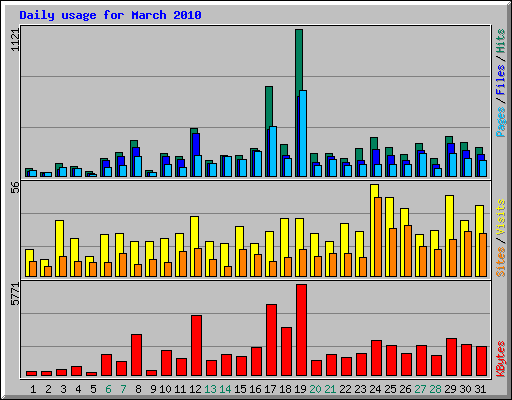 Daily usage for March 2010
1121
Pages / Files / Hits
56
Sites / Visits
5771
KBytes
1 2 3 4 5 6 7 8 9 10 11 12 13 14 15 16 17 18 19 20 21 22 23 24 25 26 27 28 29 30 31